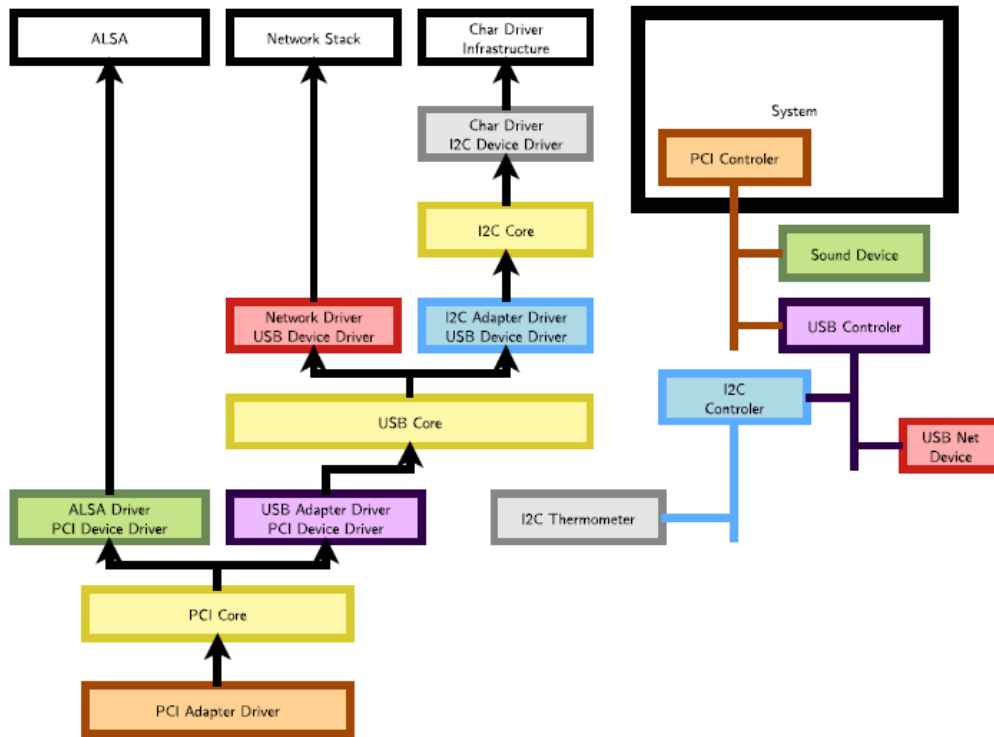 ALSA
Network Stack
Char Driver
Infrastructure
Char Driver
I2C Device Driver
I2C Core
Network Driver
USB Device Driver
I2C Adapter Driver
USB Device Driver
USB Core
ALSA Driver
PCI Device Driver
USB Adapter Driver
PCI Device Driver
PCI Core
PCI Adapter Driver
System
PCI Controler
Sound Device
USB Controler
I2C
Controler
USB Net
Device
I2C Thermometer